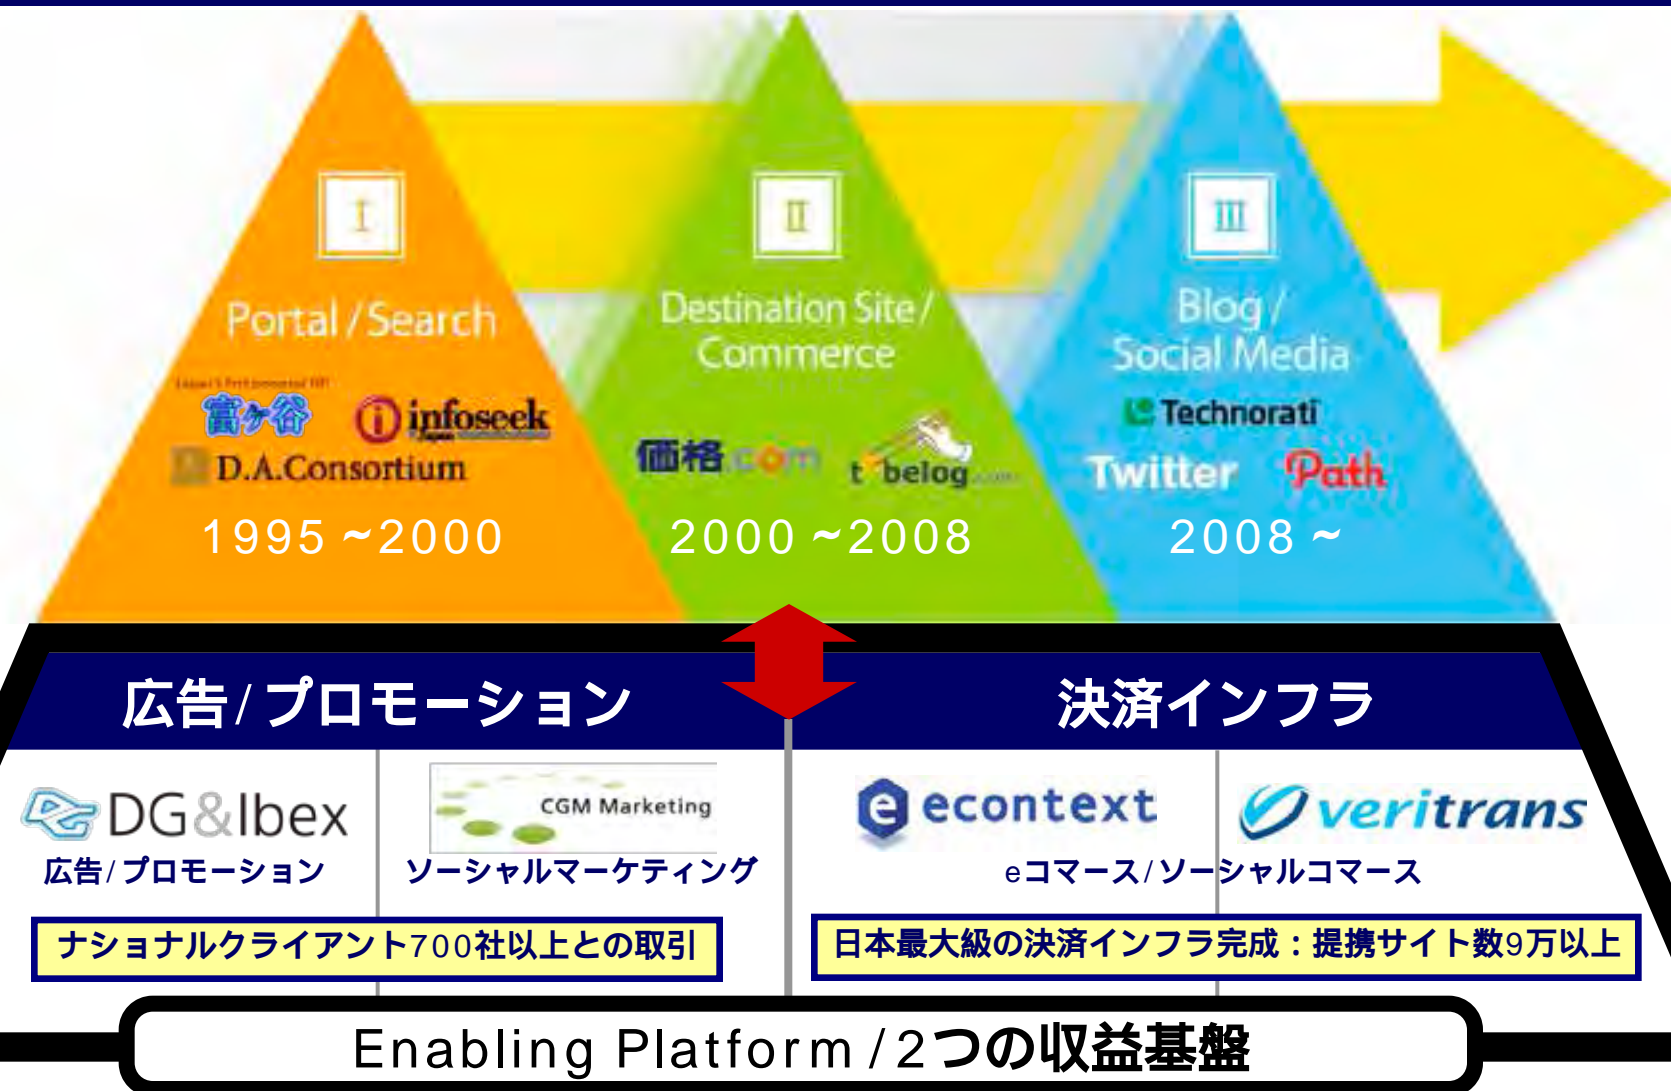 I
Portal / Search
富ヶ谷
infoseek
D.A.Consortium
1995 ~2000
II
Destination Site /
Commerce
価格.com
tabelog.com
2000 ~2008
III
Blog /
Social Media
Technorati
Twitter Path
2008 ~
広告/プロモーション
決済インフラ
DG&Ibex
広告/プロモーション
CGM Marketing
ソーシャルマーケティング
econtext
veritrans
eコマース/ソーシャルコマース
ナショナルクライアント700社以上との取引
日本最大級の決済インフラ完成：提携サイト数9万以上
Enabling Platform /2つの収益基盤